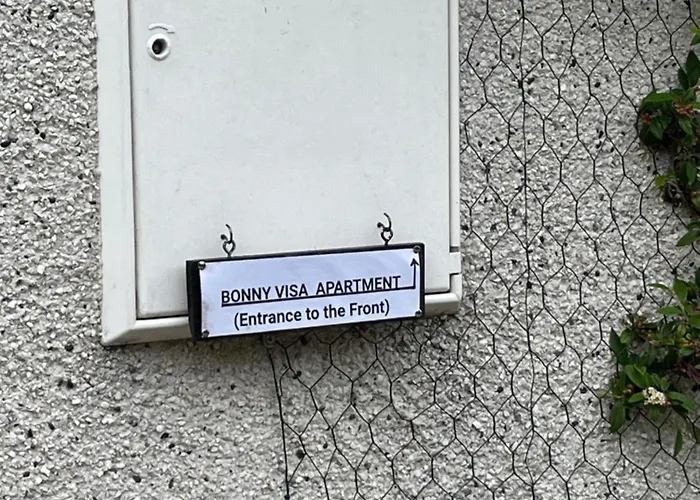 BONNY VISA APARTMENT
(Entrance to the Front)